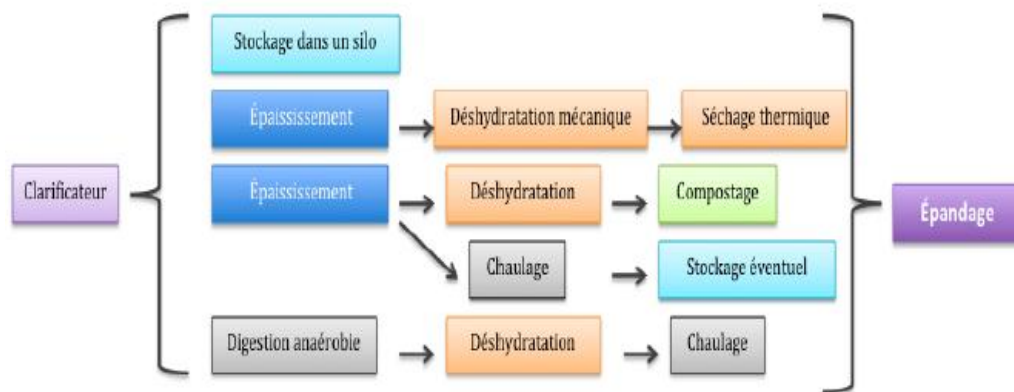 Stockage dans un silo
Épaississement
Déshydratation mécanique
Séchage thermique
Clarificateur
Épaississement
Déshydratation
Compostage
Épandage
Chaulage
Stockage éventuel
Digestion anaérobie
Déshydratation
Chaulage